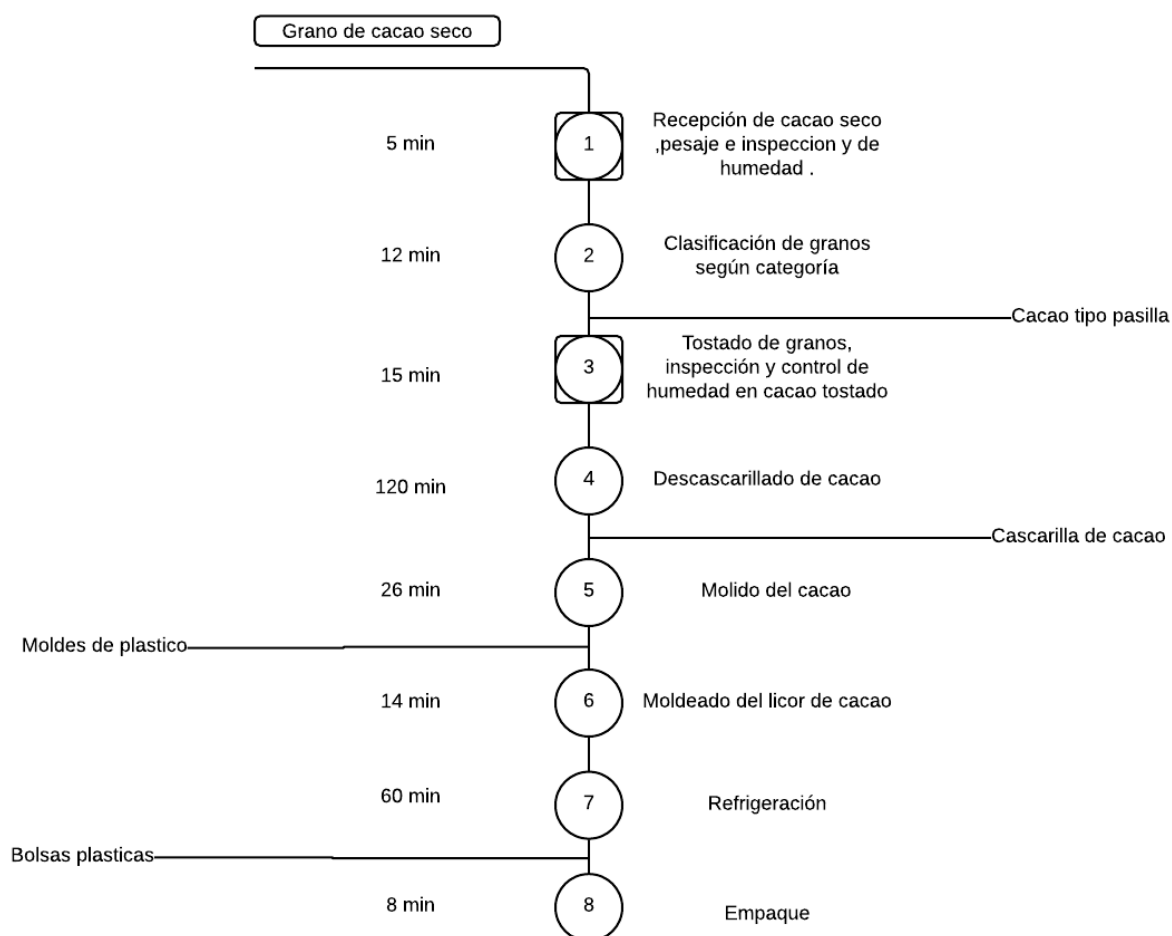 Grano de cacao seco
5 min
1
Recepción de cacao seco
,pesaje e inspeccion y de
humedad .
12 min
2
Clasificación de granos
según categoría
Cacao tipo pasilla
15 min
3
Tostado de granos,
inspección y control de
humedad en cacao tostado
120 min
4
Descascarillado de cacao
Cascarilla de cacao
26 min
5
Molido del cacao
Moldes de plastico
14 min
6
Moldeado del licor de cacao
60 min
7
Refrigeración
Bolsas plasticas
8 min
8
Empaque